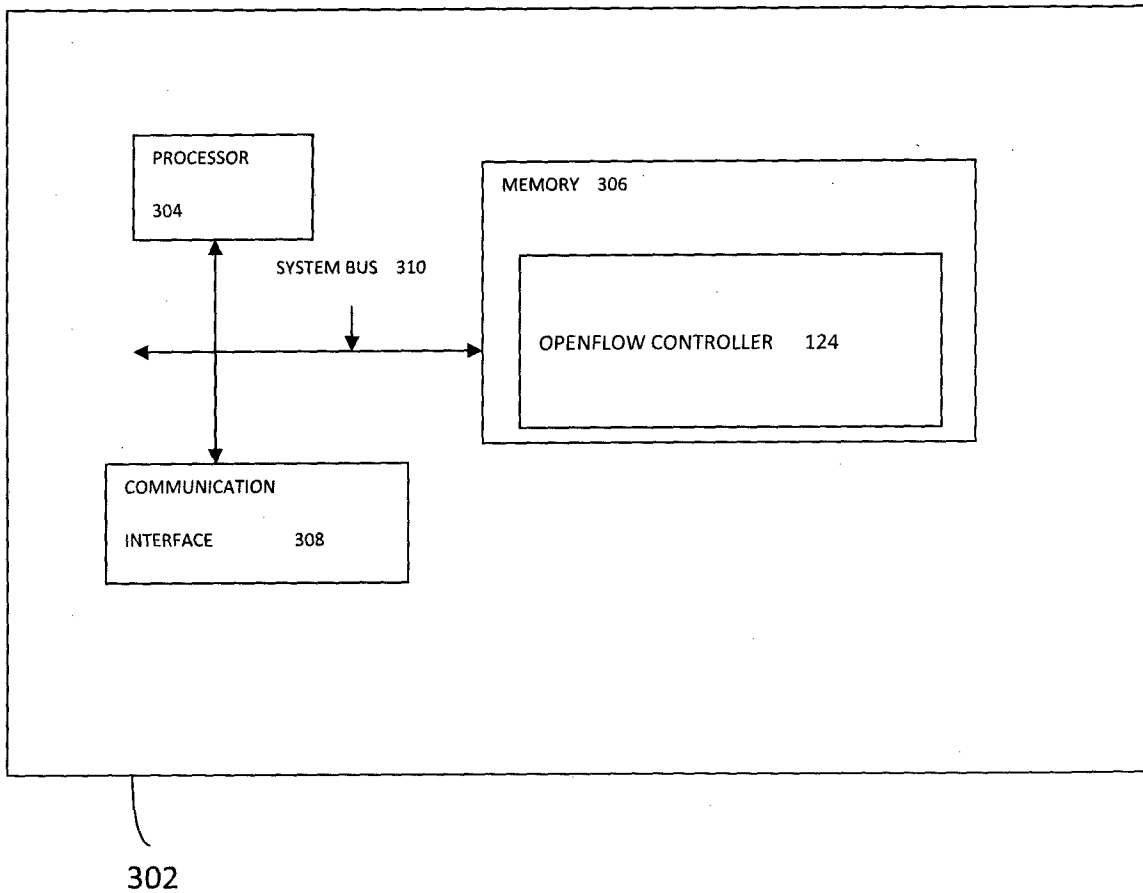 PROCESSOR
304
MEMORY 306
SYSTEM BUS 310
OPENFLOW CONTROLLER 124
COMMUNICATION
INTERFACE 308
302